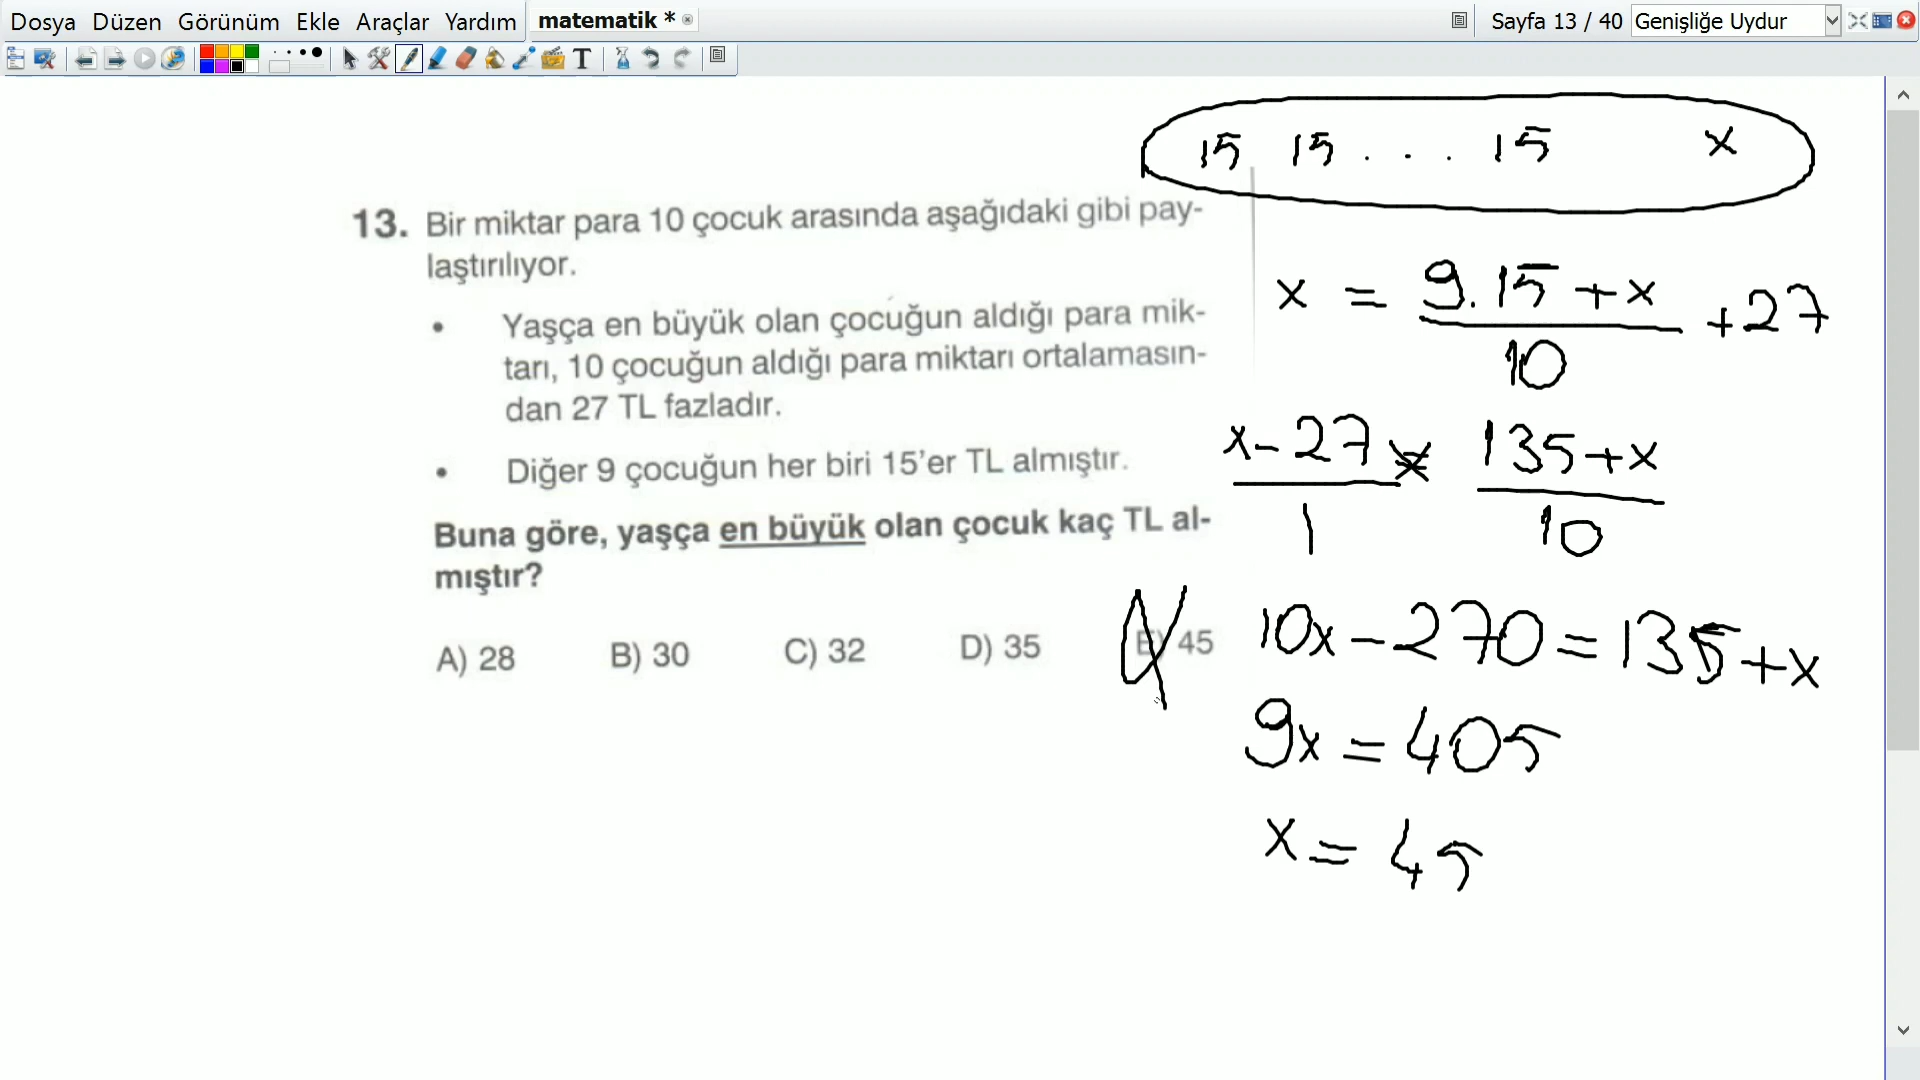 Dosya Düzen Görünüm Ekle Araçlar Yardım matematik * Sayfa 13 / 40 Genişliğe Uydur
T
15 15 . . . 15 x
13. Bir miktar para 10 çocuk arasında aşağıdaki gibi pay-
laştırılıyor.
• Yaşça en büyük olan çocuğun aldığı para mik-
tarı, 10 çocuğun aldığı para miktarı ortalamasın-
dan 27 TL fazladır.
• Diğer 9 çocuğun her biri 15'er TL almıştır.
Buna göre, yaşça en büyük olan çocuk kaç TL al-
mıştır?
A) 28 B) 30 C) 32 D) 35 E) 45
x = 9.15+x +27
10
x-27 = 135+x
1 10
10x-270=135+x
9x=405
x=45